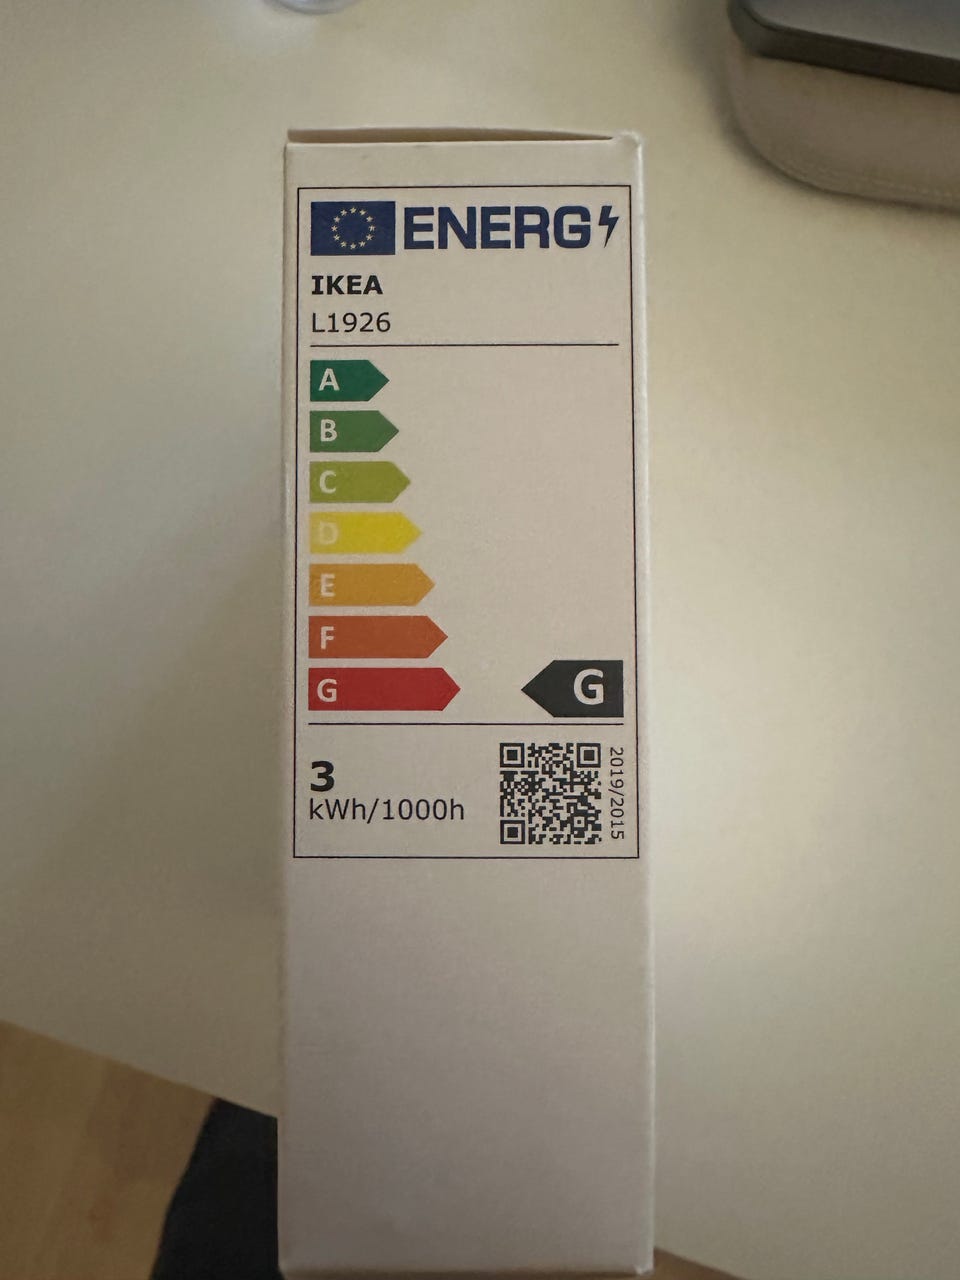 ENERG
IKEA
L1926
A
B
C
D
E
F
G
G
3
kWh/1000h
2019/2015